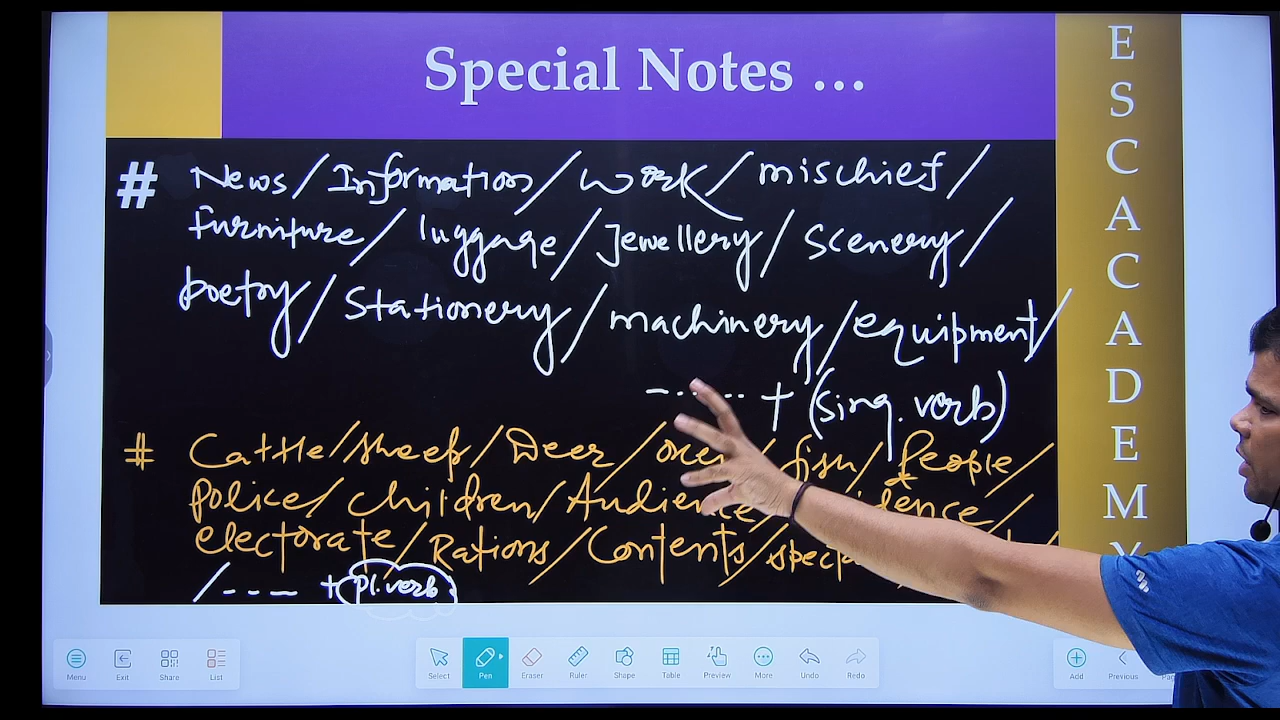 Special Notes ...
# News / Information / work / mischief /
furniture / luggage / Jewellery / Scenery /
poetry / Stationery / machinery / equipment /
-..... + (sing. verb)
# Cattle / sheep / Deer / / fish / People /
police / children / Audience /
electorate / Rations / Contents /
/ ---- + pl. verb
ESCACADEMY
Menu
Exit
Share
List
Select
Pen
Eraser
Ruler
Shape
Table
Preview
More
Undo
Redo
Add
Previous